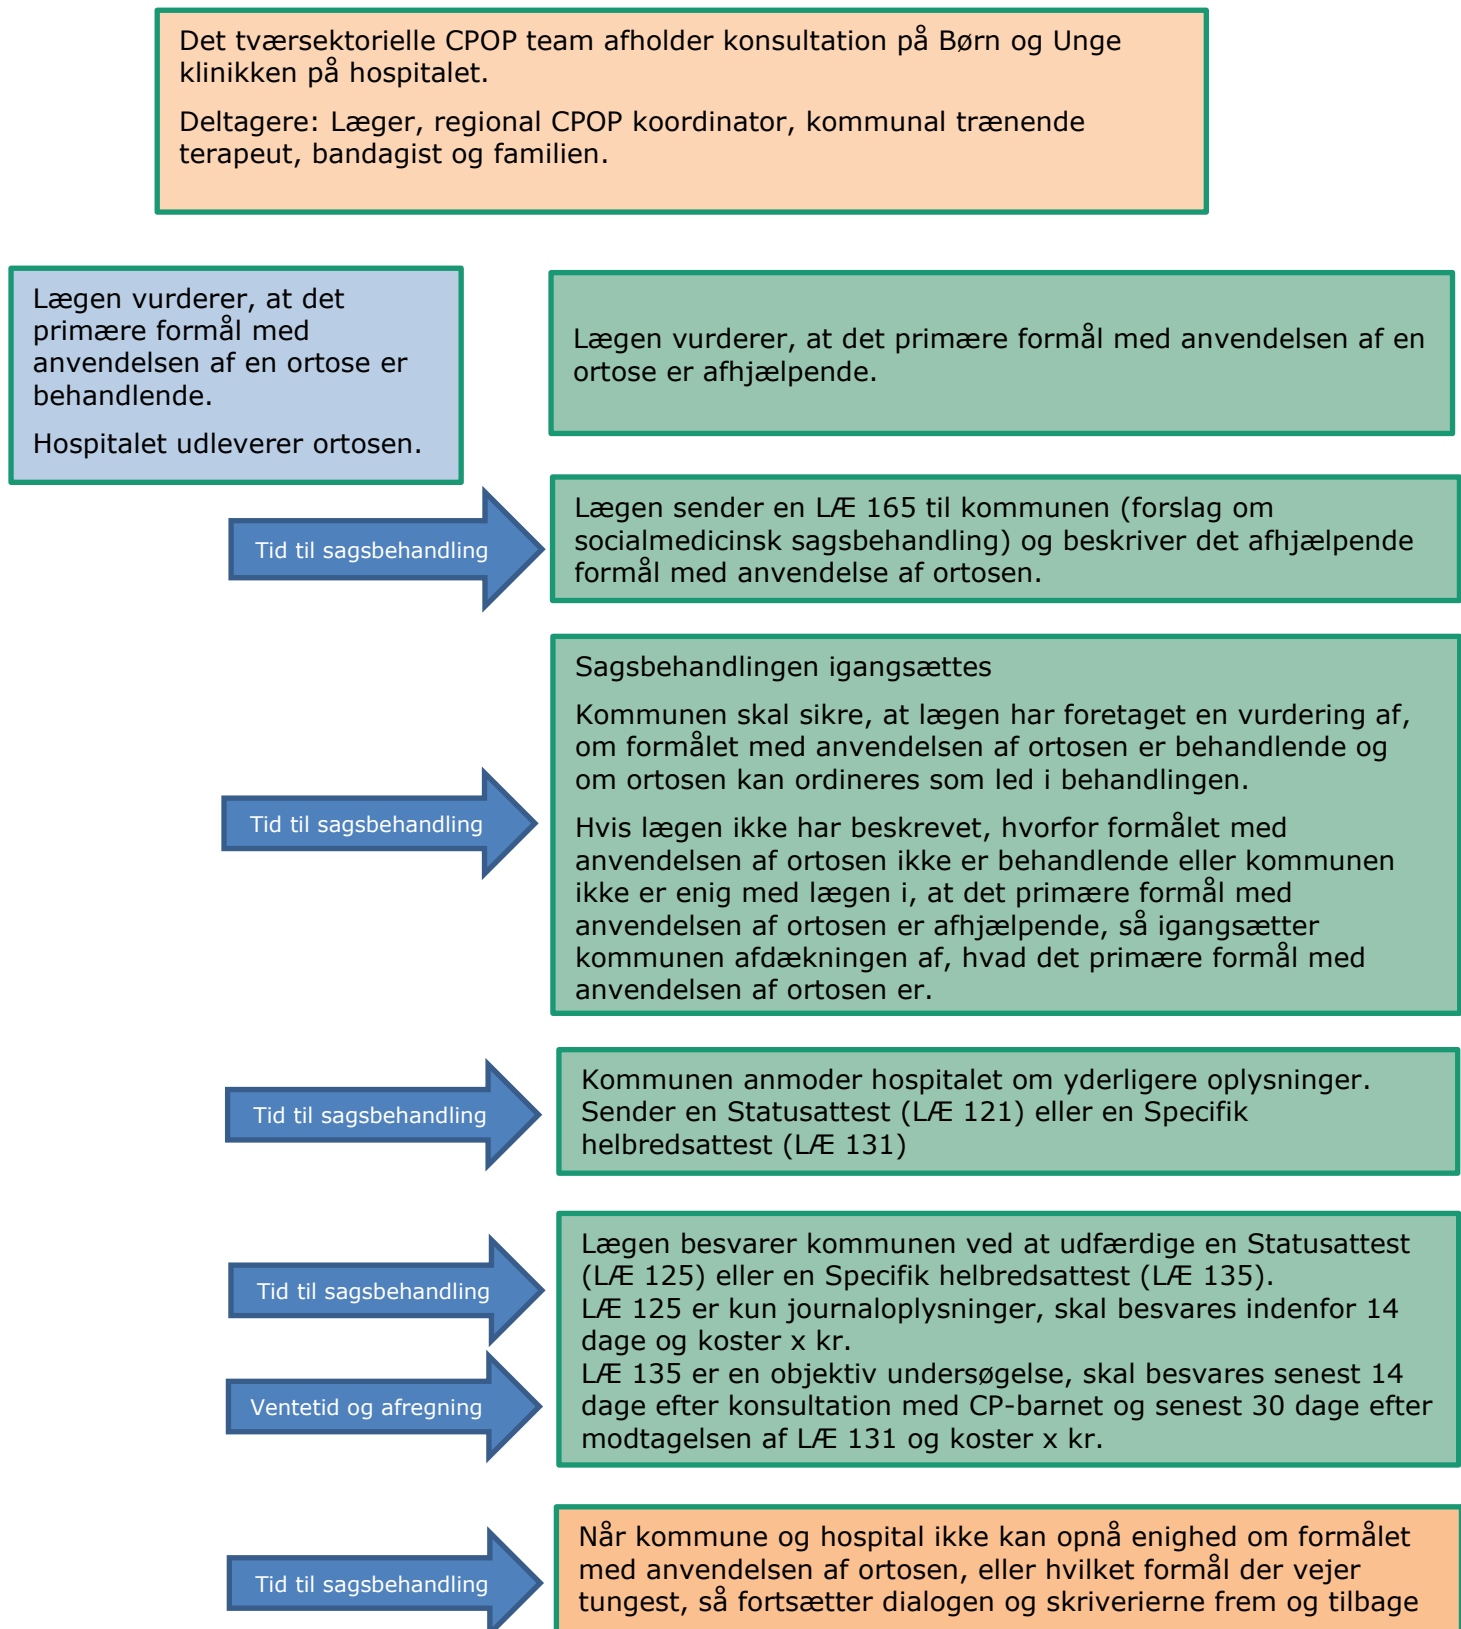 Det tværsektorielle CPOP team afholder konsultation på Børn og Unge
klinikken på hospitalet.
Deltagere: Læger, regional CPOP koordinator, kommunal trænende
terapeut, bandagist og familien.
Lægen vurderer, at det
primære formål med
anvendelsen af en ortose er
behandlende.
Hospitalet udleverer ortosen.
Lægen vurderer, at det primære formål med anvendelsen af en
ortose er afhjælpende.
Tid til sagsbehandling
Lægen sender en LÆ 165 til kommunen (forslag om
socialmedicinsk sagsbehandling) og beskriver det afhjælpende
formål med anvendelse af ortosen.
Tid til sagsbehandling
Sagsbehandlingen igangsættes
Kommunen skal sikre, at lægen har foretaget en vurdering af,
om formålet med anvendelsen af ortosen er behandlende og
om ortosen kan ordineres som led i behandlingen.
Hvis lægen ikke har beskrevet, hvorfor formålet med
anvendelsen af ortosen ikke er behandlende eller kommunen
ikke er enig med lægen i, at det primære formål med
anvendelsen af ortosen er afhjælpende, så igangsætter
kommunen afdækningen af, hvad det primære formål med
anvendelsen af ortosen er.
Tid til sagsbehandling
Kommunen anmoder hospitalet om yderligere oplysninger.
Sender en Statusattest (LÆ 121) eller en Specifik
helbredsattest (LÆ 131)
Tid til sagsbehandling
Ventetid og afregning
Lægen besvarer kommunen ved at udfærdige en Statusattest
(LÆ 125) eller en Specifik helbredsattest (LÆ 135).
LÆ 125 er kun journaloplysninger, skal besvares indenfor 14
dage og koster x kr.
LÆ 135 er en objektiv undersøgelse, skal besvares senest 14
dage efter konsultation med CP-barnet og senest 30 dage efter
modtagelsen af LÆ 131 og koster x kr.
Tid til sagsbehandling
Når kommune og hospital ikke kan opnå enighed om formålet
med anvendelsen af ortosen, eller hvilket formål der vejer
tungest, så fortsætter dialogen og skriverierne frem og tilbage